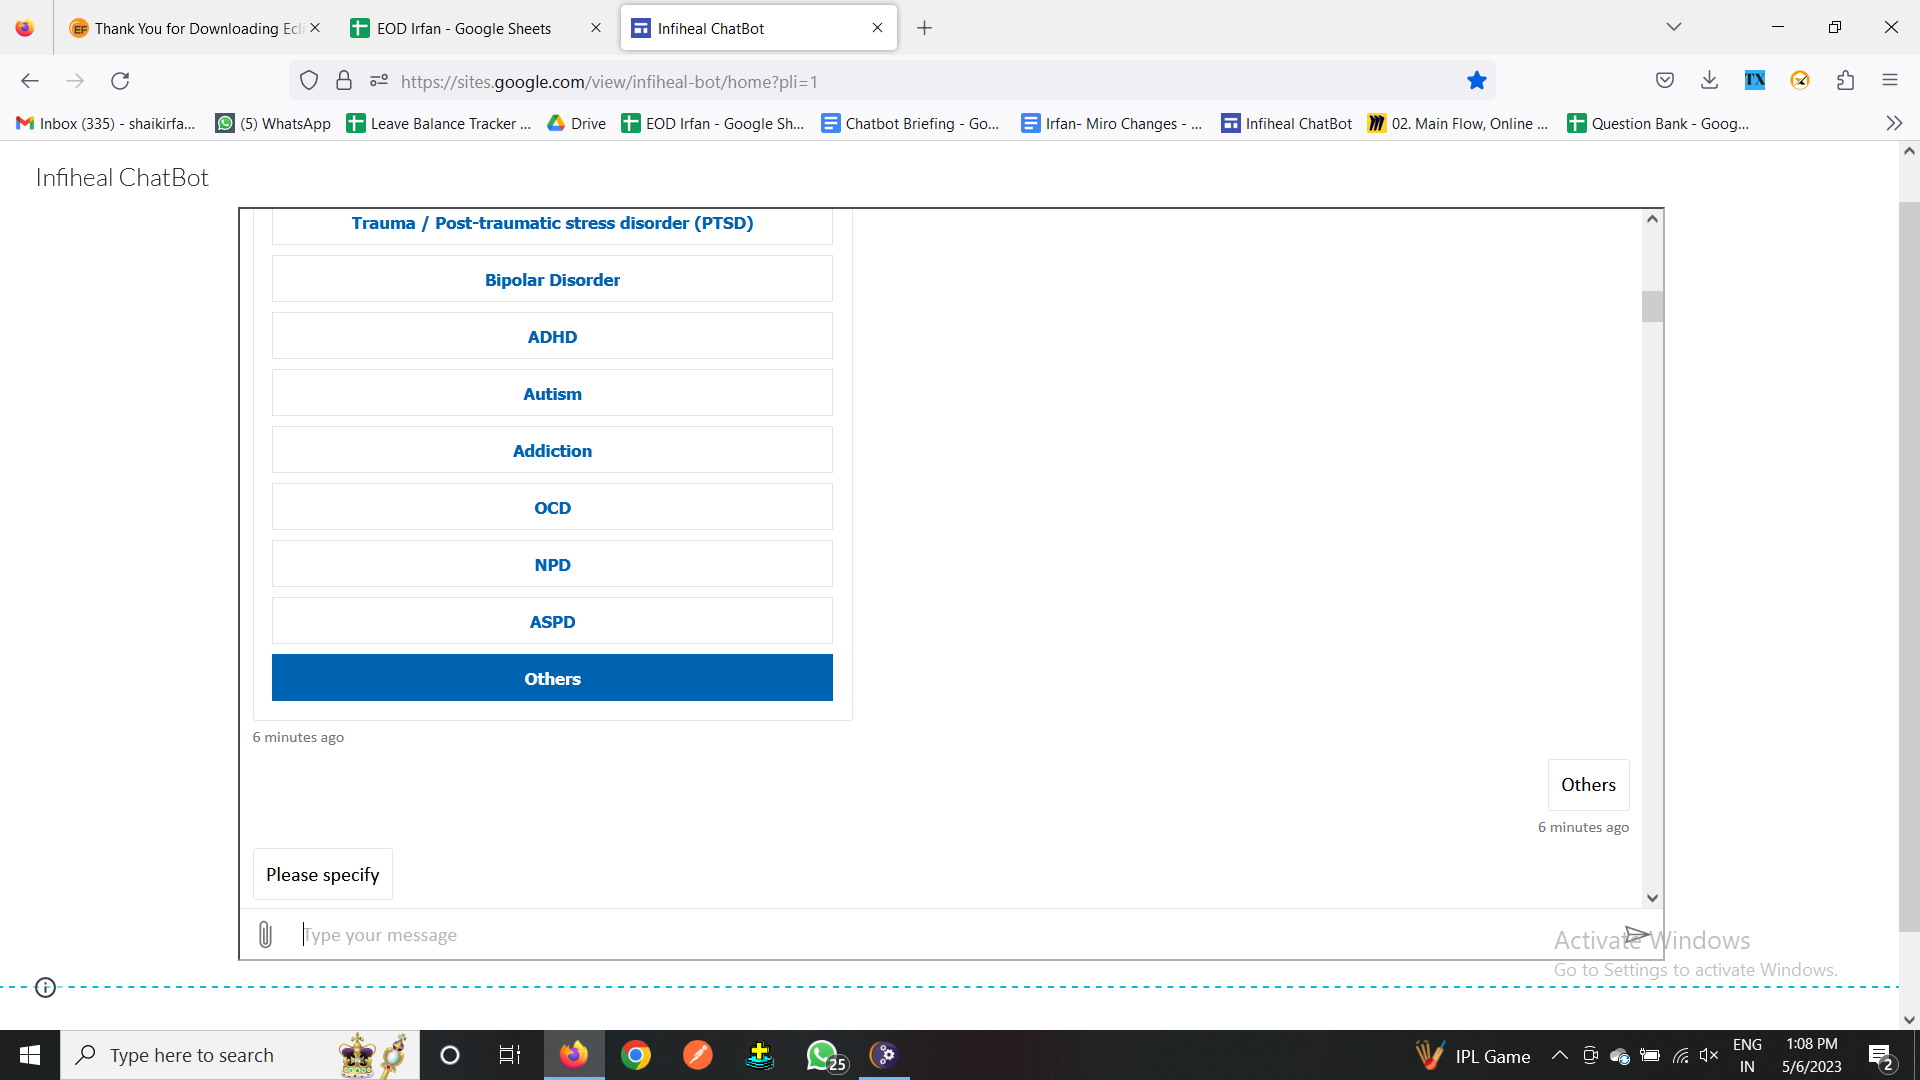 Thank You for Downloading Ecli
EOD Irfan - Google Sheets
Infiheal ChatBot
https://sites.google.com/view/infiheal-bot/home?pli=1
TX
Inbox (335) - shaikirfa...
(5) WhatsApp
Leave Balance Tracker ...
Drive
EOD Irfan - Google Sh...
Chatbot Briefing - Go...
Irfan- Miro Changes - ...
Infiheal ChatBot
02. Main Flow, Online ...
Question Bank - Goog...
Infiheal ChatBot
Trauma / Post-traumatic stress disorder (PTSD)
Bipolar Disorder
ADHD
Autism
Addiction
OCD
NPD
ASPD
Others
6 minutes ago
Others
6 minutes ago
Please specify
Type your message
Activate Windows
Go to Settings to activate Windows.
Type here to search
25
IPL Game
ENG
IN
1:08 PM
5/6/2023
2